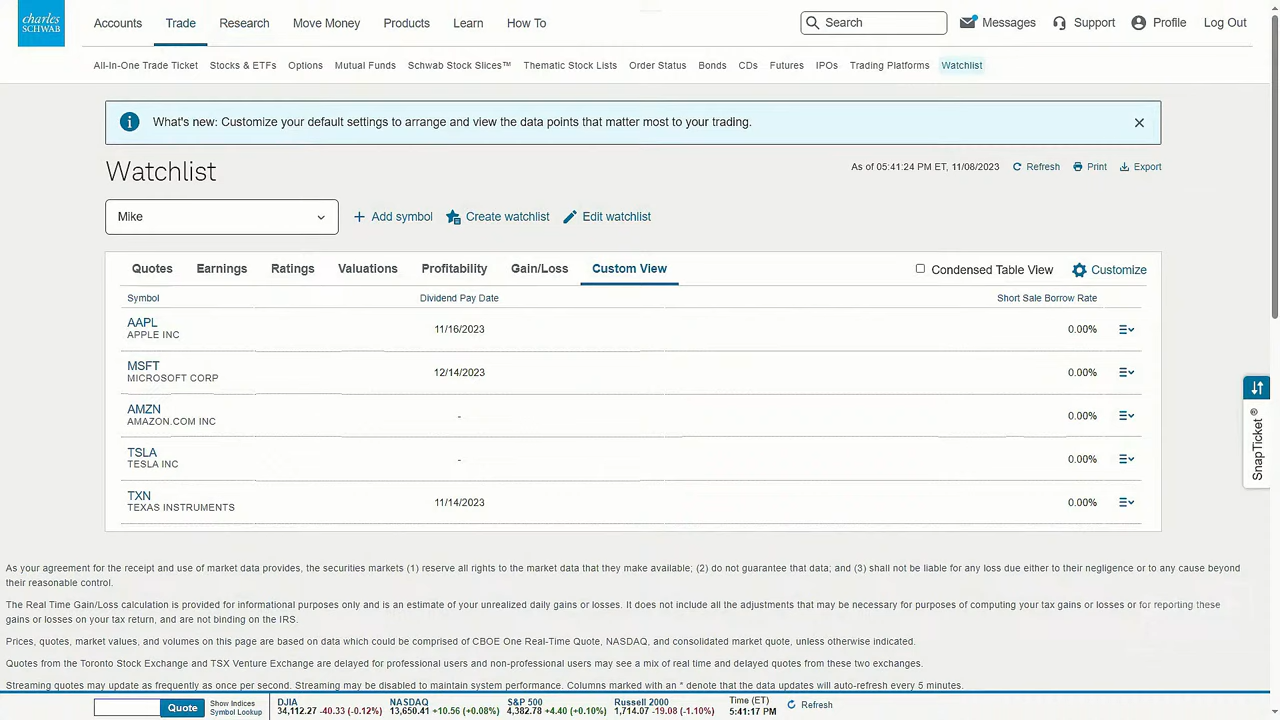 charles
SCHWAB
Accounts Trade Research Move Money Products Learn How To
Search Messages Support Profile Log Out
All-In-One Trade Ticket Stocks & ETFs Options Mutual Funds Schwab Stock Slices™ Thematic Stock Lists Order Status Bonds CDs Futures IPOs Trading Platforms Watchlist
What's new: Customize your default settings to arrange and view the data points that matter most to your trading.
Watchlist
As of 05:41:24 PM ET, 11/08/2023 Refresh Print Export
Mike
Add symbol Create watchlist Edit watchlist
Quotes Earnings Ratings Valuations Profitability Gain/Loss Custom View
Condensed Table View Customize
Symbol Dividend Pay Date Short Sale Borrow Rate
AAPL
APPLE INC 11/16/2023 0.00%
MSFT
MICROSOFT CORP 12/14/2023 0.00%
AMZN
AMAZON.COM INC - 0.00%
TSLA
TESLA INC - 0.00%
TXN
TEXAS INSTRUMENTS 11/14/2023 0.00%
SnapTicket®
As your agreement for the receipt and use of market data provides, the securities markets (1) reserve all rights to the market data that they make available; (2) do not guarantee that data; and (3) shall not be liable for any loss due either to their negligence or to any cause beyond
their reasonable control.
The Real Time Gain/Loss calculation is provided for informational purposes only and is an estimate of your unrealized daily gains or losses. It does not include all the adjustments that may be necessary for purposes of computing your tax gains or losses or for reporting these
gains or losses on your tax return, and are not binding on the IRS.
Prices, quotes, market values, and volumes on this page are based on data which could be comprised of CBOE One Real-Time Quote, NASDAQ, and consolidated market quote, unless otherwise indicated.
Quotes from the Toronto Stock Exchange and TSX Venture Exchange are delayed for professional users and non-professional users may see a mix of real time and delayed quotes from these two exchanges.
Streaming quotes may update as frequently as once per second. Streaming may be disabled to maintain system performance. Columns marked with an * denote that the data updates will auto-refresh every 5 minutes.
Quote
Show Indices
Symbol Lookup
DJIA
34,112.27 -40.33 (-0.12%)
NASDAQ
13,650.41 +10.56 (+0.08%)
S&P 500
4,382.78 +4.40 (+0.10%)
Russell 2000
1,714.07 -19.08 (-1.10%)
Time (ET)
5:41:17 PM
Refresh